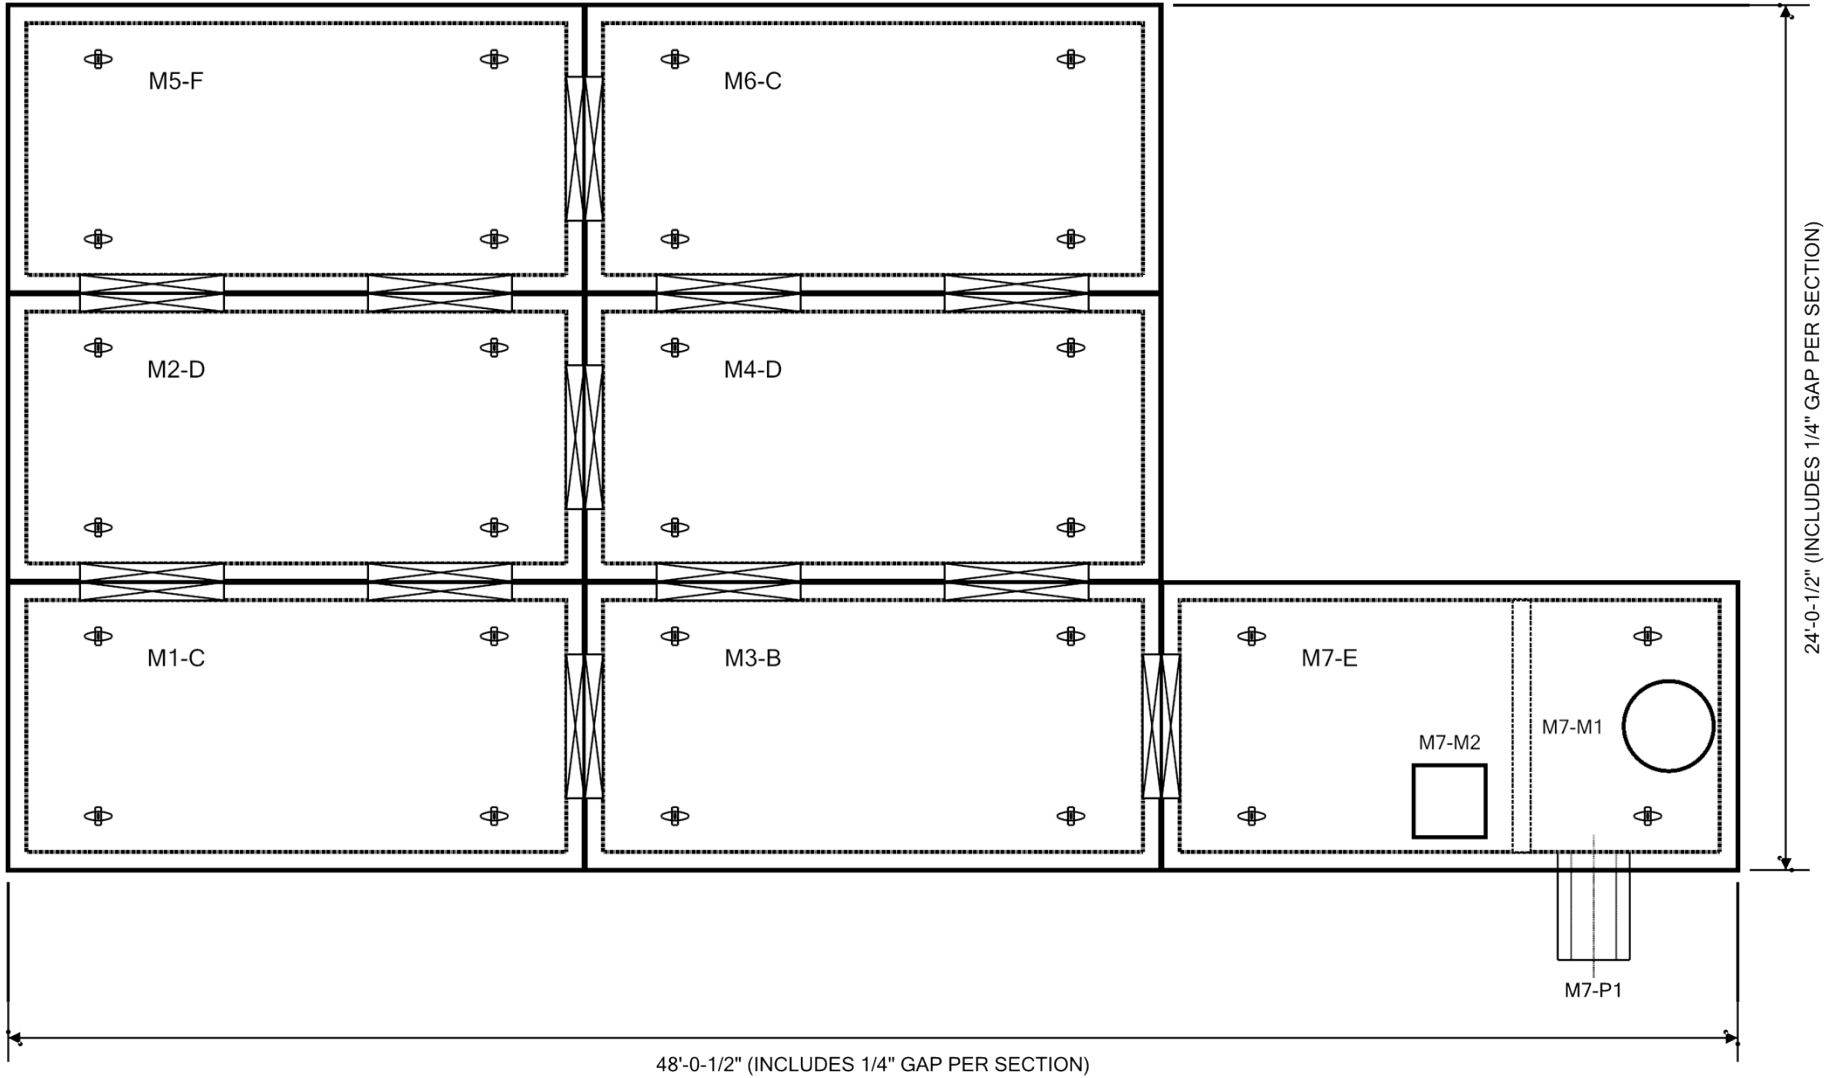 M5-F
M6-C
M2-D
M4-D
M1-C
M3-B
M7-E
M7-M1
M7-M2
M7-P1
24'-0-1/2" (INCLUDES 1/4" GAP PER SECTION)
48'-0-1/2" (INCLUDES 1/4" GAP PER SECTION)